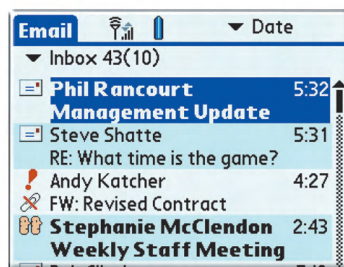 Email Date
Inbox 43(10)
Phil Rancourt 5:32
Management Update
Steve Shatte 5:31
RE: What time is the game?
Andy Katcher 4:27
FW: Revised Contract
Stephanie McClendon 2:43
Weekly Staff Meeting